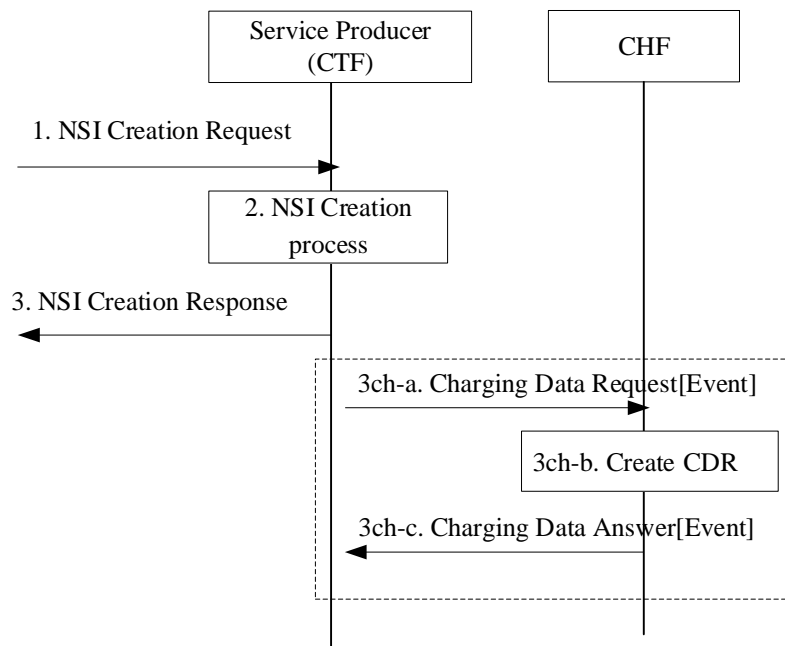 Service Producer
(CTF)
CHF
1. NSI Creation Request
2. NSI Creation
process
3. NSI Creation Response
3ch-a. Charging Data Request[Event]
3ch-b. Create CDR
3ch-c. Charging Data Answer[Event]